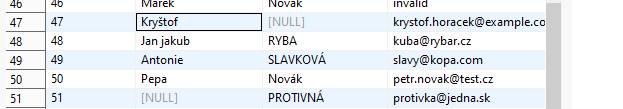 46 46 Marek Novák invalid
47 47 Kryštof [NULL] krystof.horacek@example.co
48 48 Jan jakub RYBA kuba@rybar.cz
49 49 Antonie SLAVKOVÁ slavy@kopa.com
50 50 Pepa Novák petr.novak@test.cz
51 51 [NULL] PROTIVNÁ protivka@jedna.sk